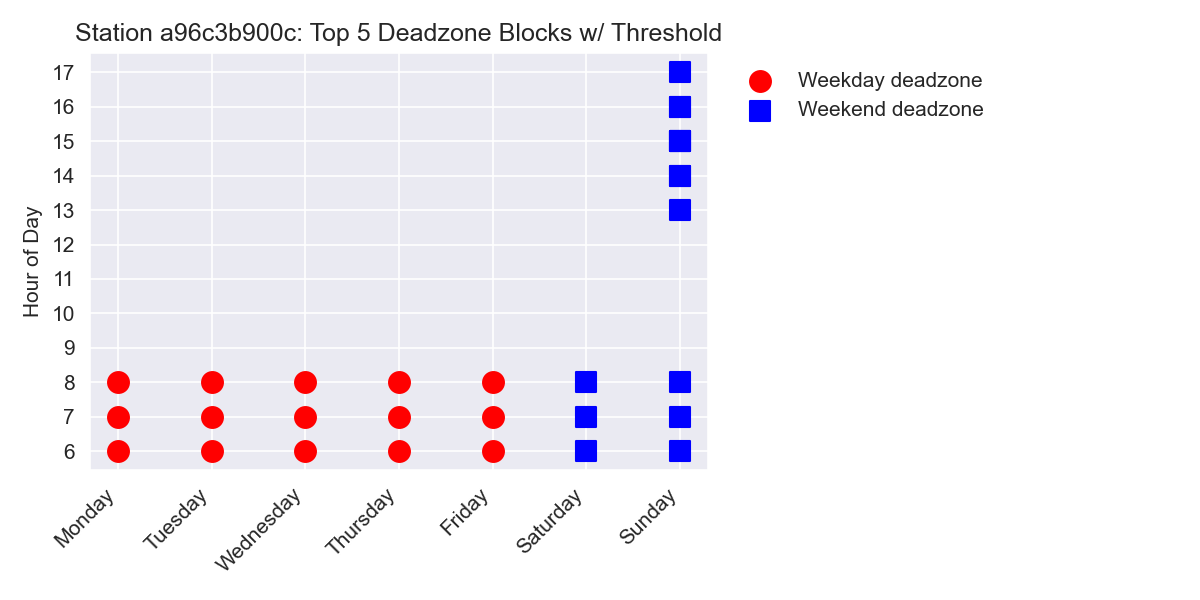 Station a96c3b900c: Top 5 Deadzone Blocks w/ Threshold
Weekday deadzone
Weekend deadzone
Hour of Day
17
16
15
14
13
12
11
10
9
8
7
6
Monday
Tuesday
Wednesday
Thursday
Friday
Saturday
Sunday